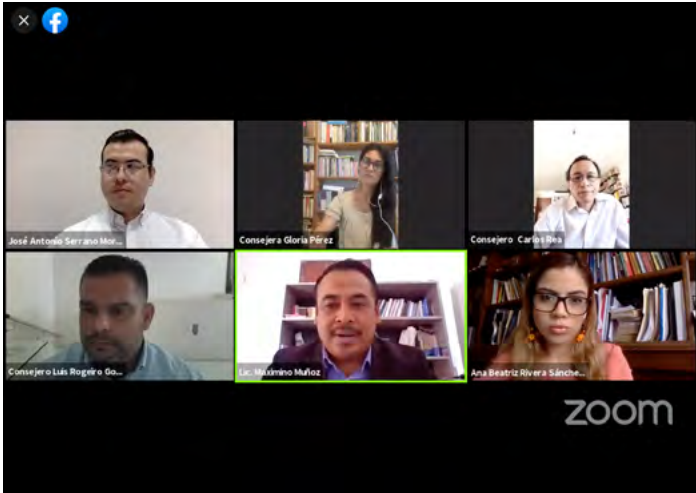 José Antonio Serrano Mor...
Consejera Gloria Pérez
Consejero Carlos Rea
Consejero Luis Rogeiro Go...
Lic. Maximino Muñoz
Ana Beatriz Rivera Sánche...
zoom